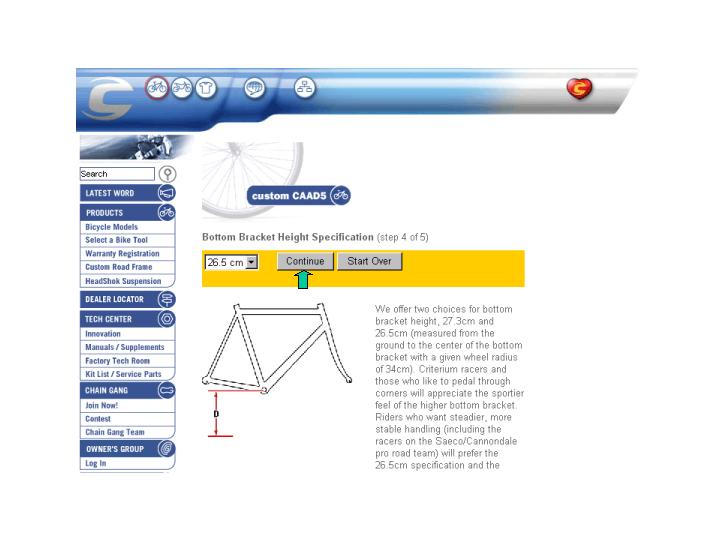 Search
LATEST WORD
PRODUCTS
Bicycle Models
Select a Bike Tool
Warranty Registration
Custom Road Frame
HeadShok Suspension
DEALER LOCATOR
TECH CENTER
Innovation
Manuals / Supplements
Factory Tech Room
Kit List / Service Parts
CHAIN GANG
Join Now!
Contest
Chain Gang Team
OWNER'S GROUP
Log In
custom CAAD5
Bottom Bracket Height Specification (step 4 of 5)
26.5 cm Continue Start Over
D
We offer two choices for bottom
bracket height, 27.3cm and
26.5cm (measured from the
ground to the center of the bottom
bracket with a given wheel radius
of 34cm). Criterium racers and
those who like to pedal through
corners will appreciate the sportier
feel of the higher bottom bracket.
Riders who want steadier, more
stable handling (including the
racers on the Saeco/Cannondale
pro road team) will prefer the
26.5cm specification and the